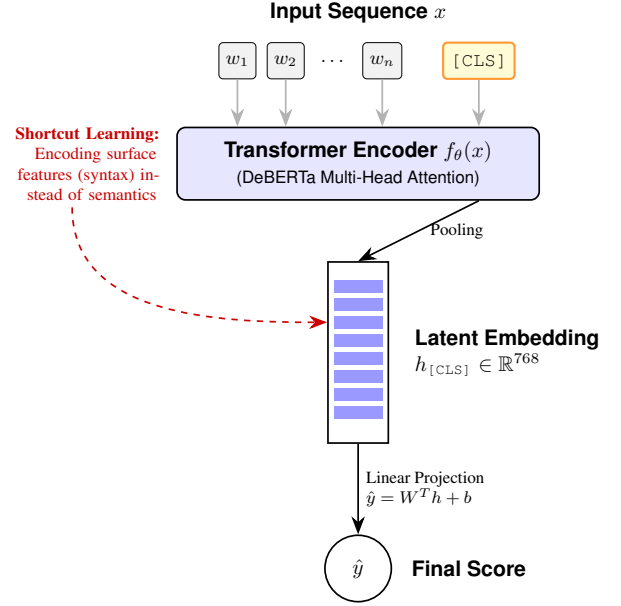 Input Sequence x
w1 w2 ⋯ wn [CLS]
Shortcut Learning:
Encoding surface
features (syntax) in-
stead of semantics
Transformer Encoder fθ(x)
(DeBERTa Multi-Head Attention)
Pooling
Latent Embedding
h[CLS] ∈ ℝ^768
Linear Projection
ŷ = W^T h + b
ŷ
Final Score